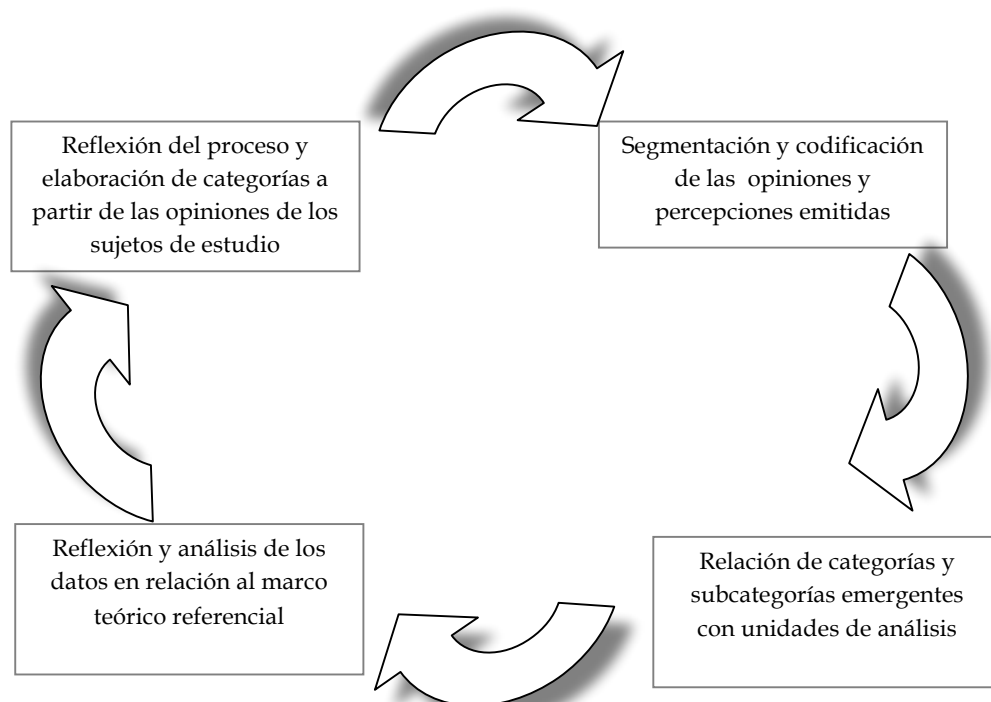 Reflexión del proceso y
elaboración de categorías a
partir de las opiniones de los
sujetos de estudio
Segmentación y codificación
de las opiniones y
percepciones emitidas
Reflexión y análisis de los
datos en relación al marco
teórico referencial
Relación de categorías y
subcategorías emergentes
con unidades de análisis